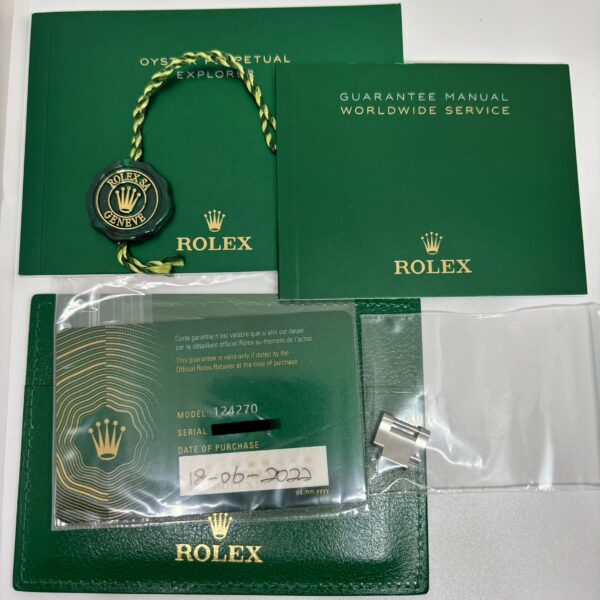 OYSTER PERPETUAL
EXPLORER
ROLEX SA
GENEVE
ROLEX
GUARANTEE MANUAL
WORLDWIDE SERVICE
ROLEX
Cette garantie n'est valable que si elle est datée
par le détaillant officiel Rolex au moment de l'achat.
This guarantee is valid only if dated by the
Official Rolex Retailer at the time of purchase.
MODEL 124270
SERIAL
DATE OF PURCHASE
18-06-2022
dd.mm.yyyy
ROLEX